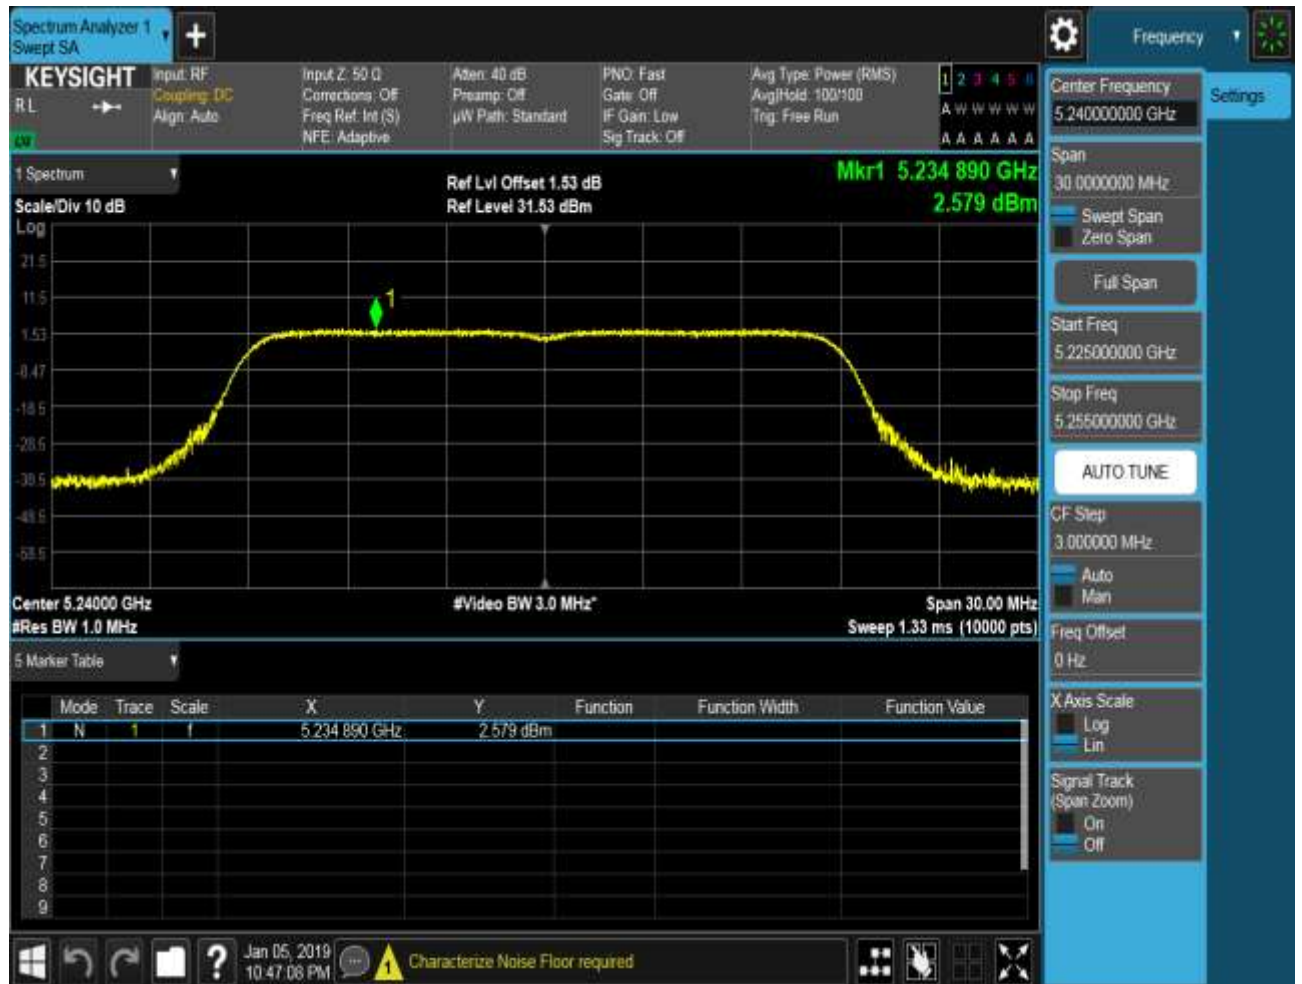 Spectrum Analyzer 1
Swept SA
Frequency
KEYSIGHT
Input: RF
Coupling: DC
Align: Auto
Input Z: 50 Ω
Corrections: Off
Freq Ref: Int (S)
NFE: Adaptive
Atten: 40 dB
Preamp: Off
µW Path: Standard
PNO: Fast
Gate: Off
IF Gain: Low
Sig Track: Off
Avg Type: Power (RMS)
Avg|Hold: 100/100
Trig: Free Run
1 2 3 4 5 6
A W W W W W
A A A A A A
R L
1 Spectrum
Scale/Div 10 dB
Log
Ref Lvl Offset 1.53 dB
Ref Level 31.53 dBm
Mkr1 5.234 890 GHz
2.579 dBm
21.5
11.5
1.53
-8.47
-18.5
-28.5
-38.5
-48.5
-58.5
1
Center 5.24000 GHz
#Res BW 1.0 MHz
#Video BW 3.0 MHz*
Span 30.00 MHz
Sweep 1.33 ms (10000 pts)
5 Marker Table
Mode Trace Scale X Y Function Function Width Function Value
1 N 1 f 5.234 890 GHz 2.579 dBm
2
3
4
5
6
7
8
9
Jan 05, 2019
10:47:08 PM
?
1
Characterize Noise Floor required
Center Frequency
5.240000000 GHz
Settings
Span
30.0000000 MHz
Swept Span
Zero Span
Full Span
Start Freq
5.225000000 GHz
Stop Freq
5.255000000 GHz
AUTO TUNE
CF Step
3.000000 MHz
Auto
Man
Freq Offset
0 Hz
X Axis Scale
Log
Lin
Signal Track
(Span Zoom)
On
Off